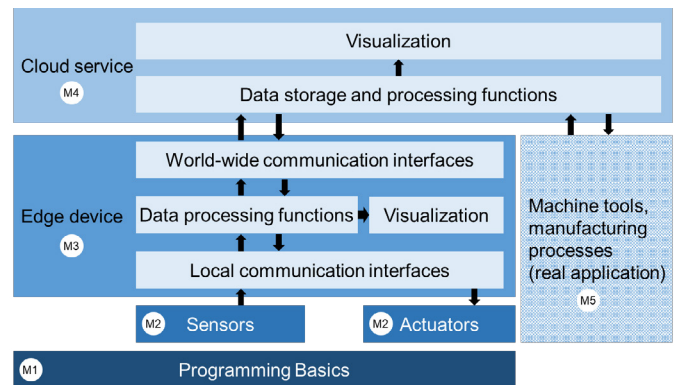 Visualization
Cloud service
M4
Data storage and processing functions
World-wide communication interfaces
Edge device
M3
Data processing functions
Visualization
Local communication interfaces
Machine tools,
manufacturing
processes
(real application)
M5
M2 Sensors
M2 Actuators
M1 Programming Basics